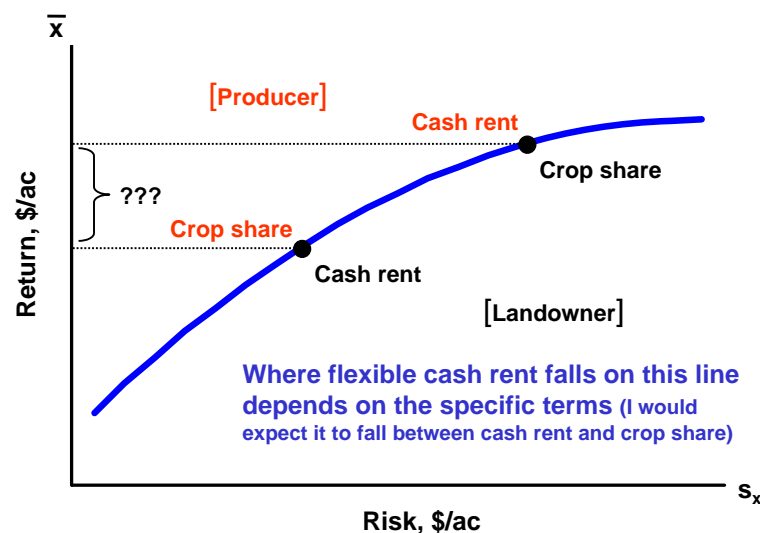 x̅
[Producer]
Cash rent
Crop share
???
Crop share
Cash rent
Return, $/ac
[Landowner]
Where flexible cash rent falls on this line
depends on the specific terms (I would
expect it to fall between cash rent and crop share)
sx
Risk, $/ac